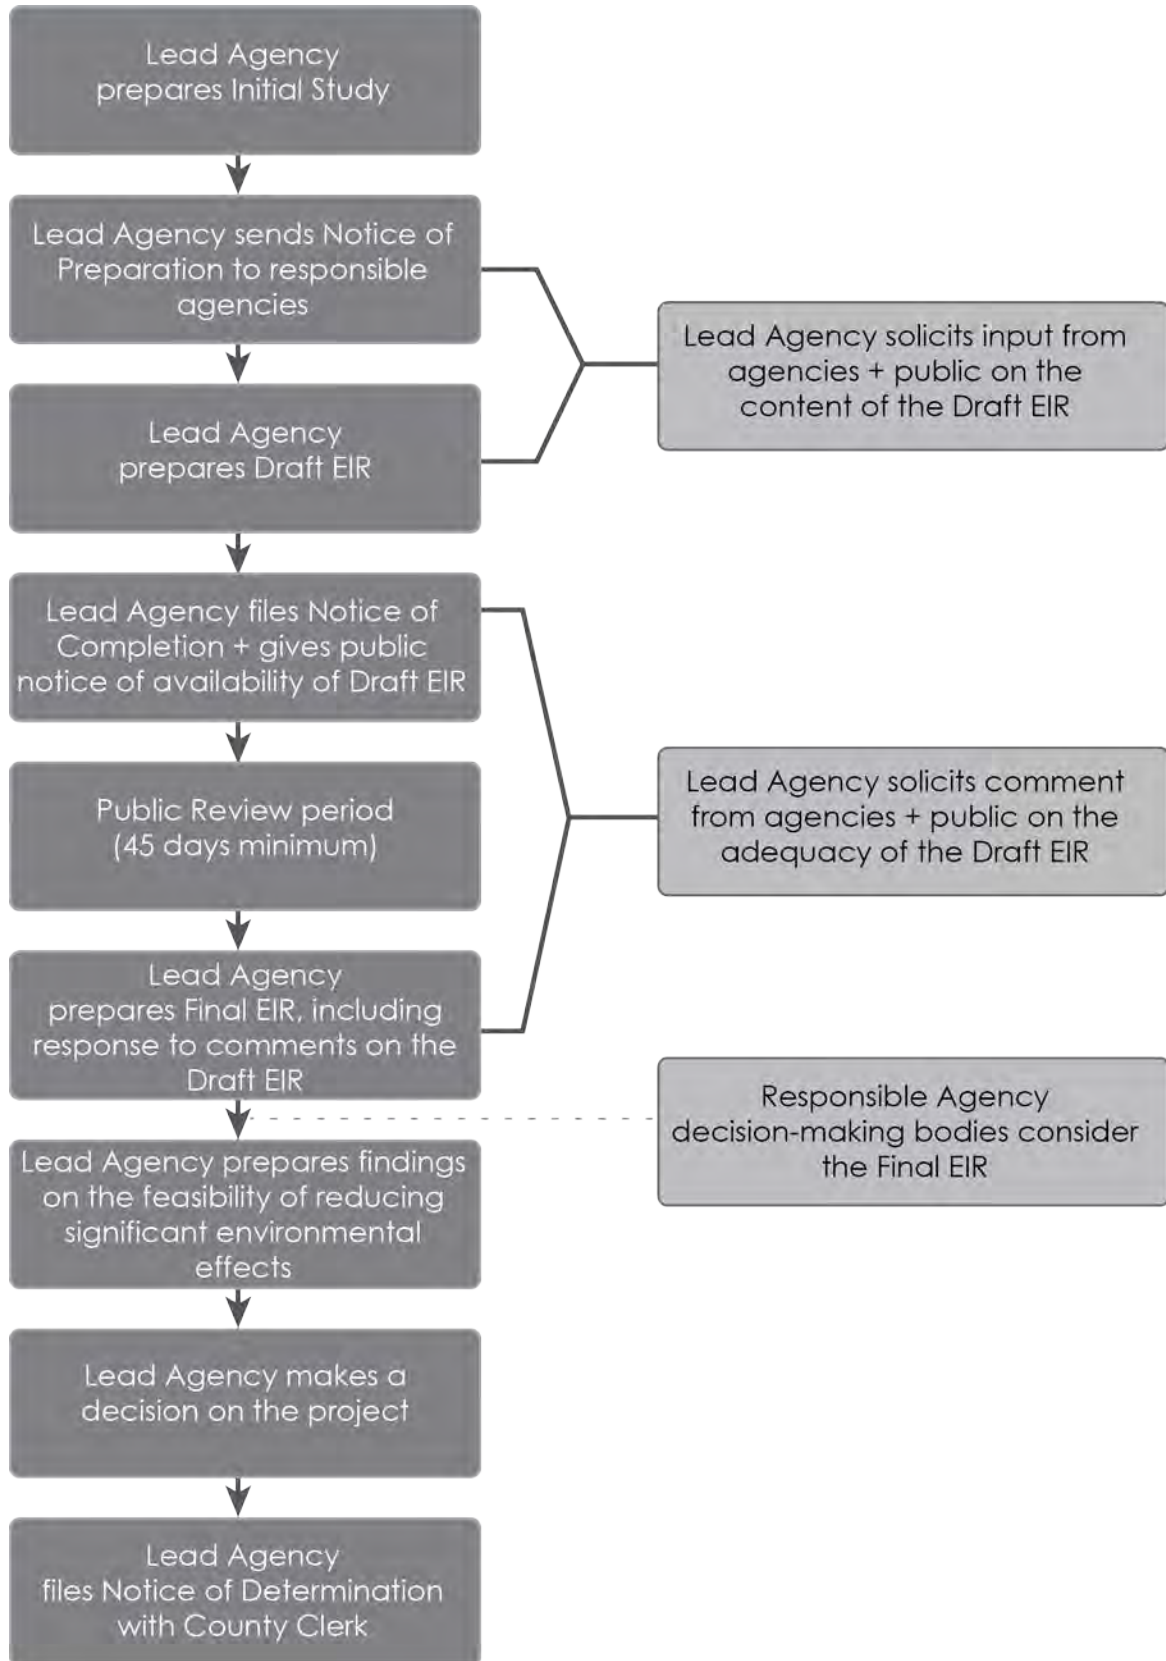 Lead Agency
prepares Initial Study
Lead Agency sends Notice of
Preparation to responsible
agencies
Lead Agency solicits input from
agencies + public on the
content of the Draft EIR
Lead Agency
prepares Draft EIR
Lead Agency files Notice of
Completion + gives public
notice of availability of Draft EIR
Public Review period
(45 days minimum)
Lead Agency solicits comment
from agencies + public on the
adequacy of the Draft EIR
Lead Agency
prepares Final EIR, including
response to comments on the
Draft EIR
Responsible Agency
decision-making bodies consider
the Final EIR
Lead Agency prepares findings
on the feasibility of reducing
significant environmental
effects
Lead Agency makes a
decision on the project
Lead Agency
files Notice of Determination
with County Clerk